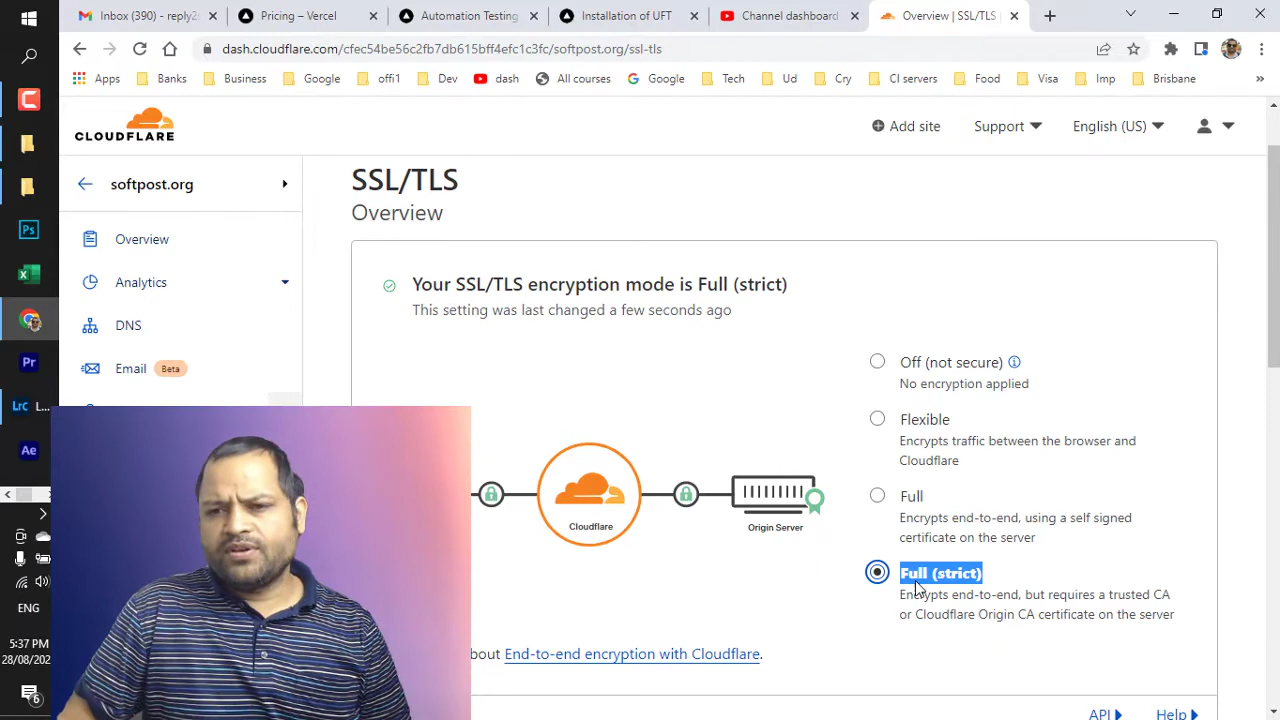 Inbox (390) - reply2
Pricing – Vercel
Automation Testing
Installation of UFT
Channel dashboard
Overview | SSL/TLS
dash.cloudflare.com/cfec54be56c2fb7db615bff4efc1c3fc/softpost.org/ssl-tls
Apps
Banks
Business
Google
offi1
Dev
dash
All courses
Google
Tech
Ud
Cry
CI servers
Food
Visa
Imp
Brisbane
»
CLOUDFLARE
Add site
Support
English (US)
softpost.org
SSL/TLS
Overview
Overview
Analytics
DNS
Email Beta
Your SSL/TLS encryption mode is Full (strict)
This setting was last changed a few seconds ago
Off (not secure)
No encryption applied
Flexible
Encrypts traffic between the browser and
Cloudflare
Full
Encrypts end-to-end, using a self signed
certificate on the server
Full (strict)
Encrypts end-to-end, but requires a trusted CA
or Cloudflare Origin CA certificate on the server
Cloudflare
Origin Server
bout End-to-end encryption with Cloudflare.
API
Help
Ps
Pr
Lrc L...
Ae
ENG
5:37 PM
28/08/202
6